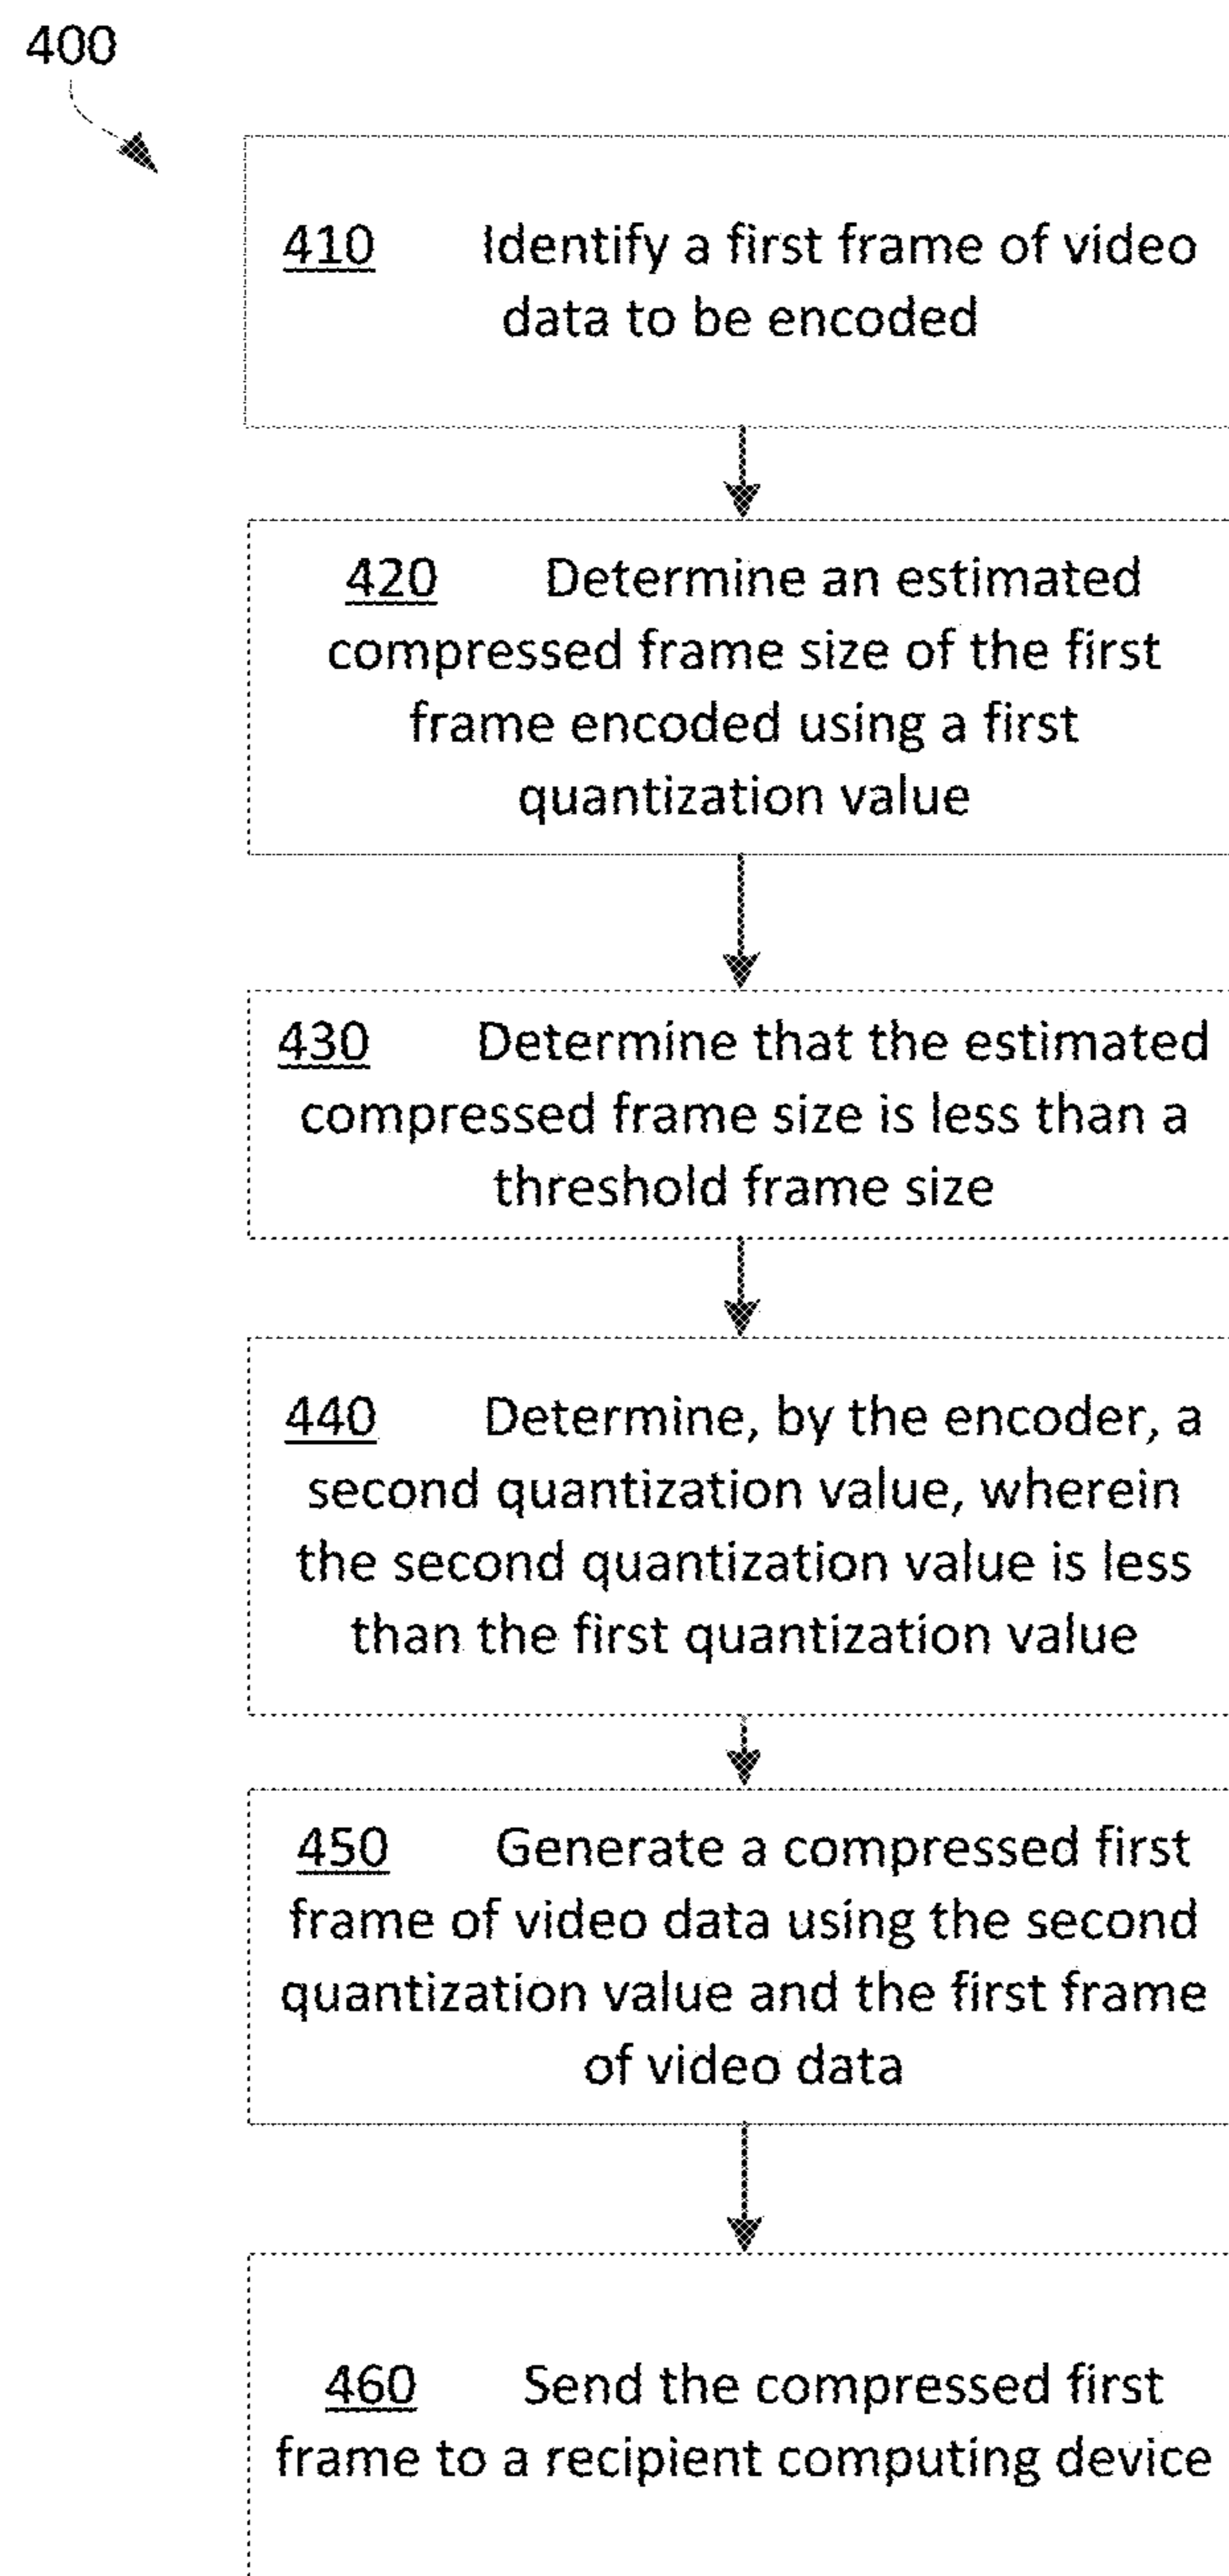 400
410 Identify a first frame of video
data to be encoded
420 Determine an estimated
compressed frame size of the first
frame encoded using a first
quantization value
430 Determine that the estimated
compressed frame size is less than a
threshold frame size
440 Determine, by the encoder, a
second quantization value, wherein
the second quantization value is less
than the first quantization value
450 Generate a compressed first
frame of video data using the second
quantization value and the first frame
of video data
460 Send the compressed first
frame to a recipient computing device